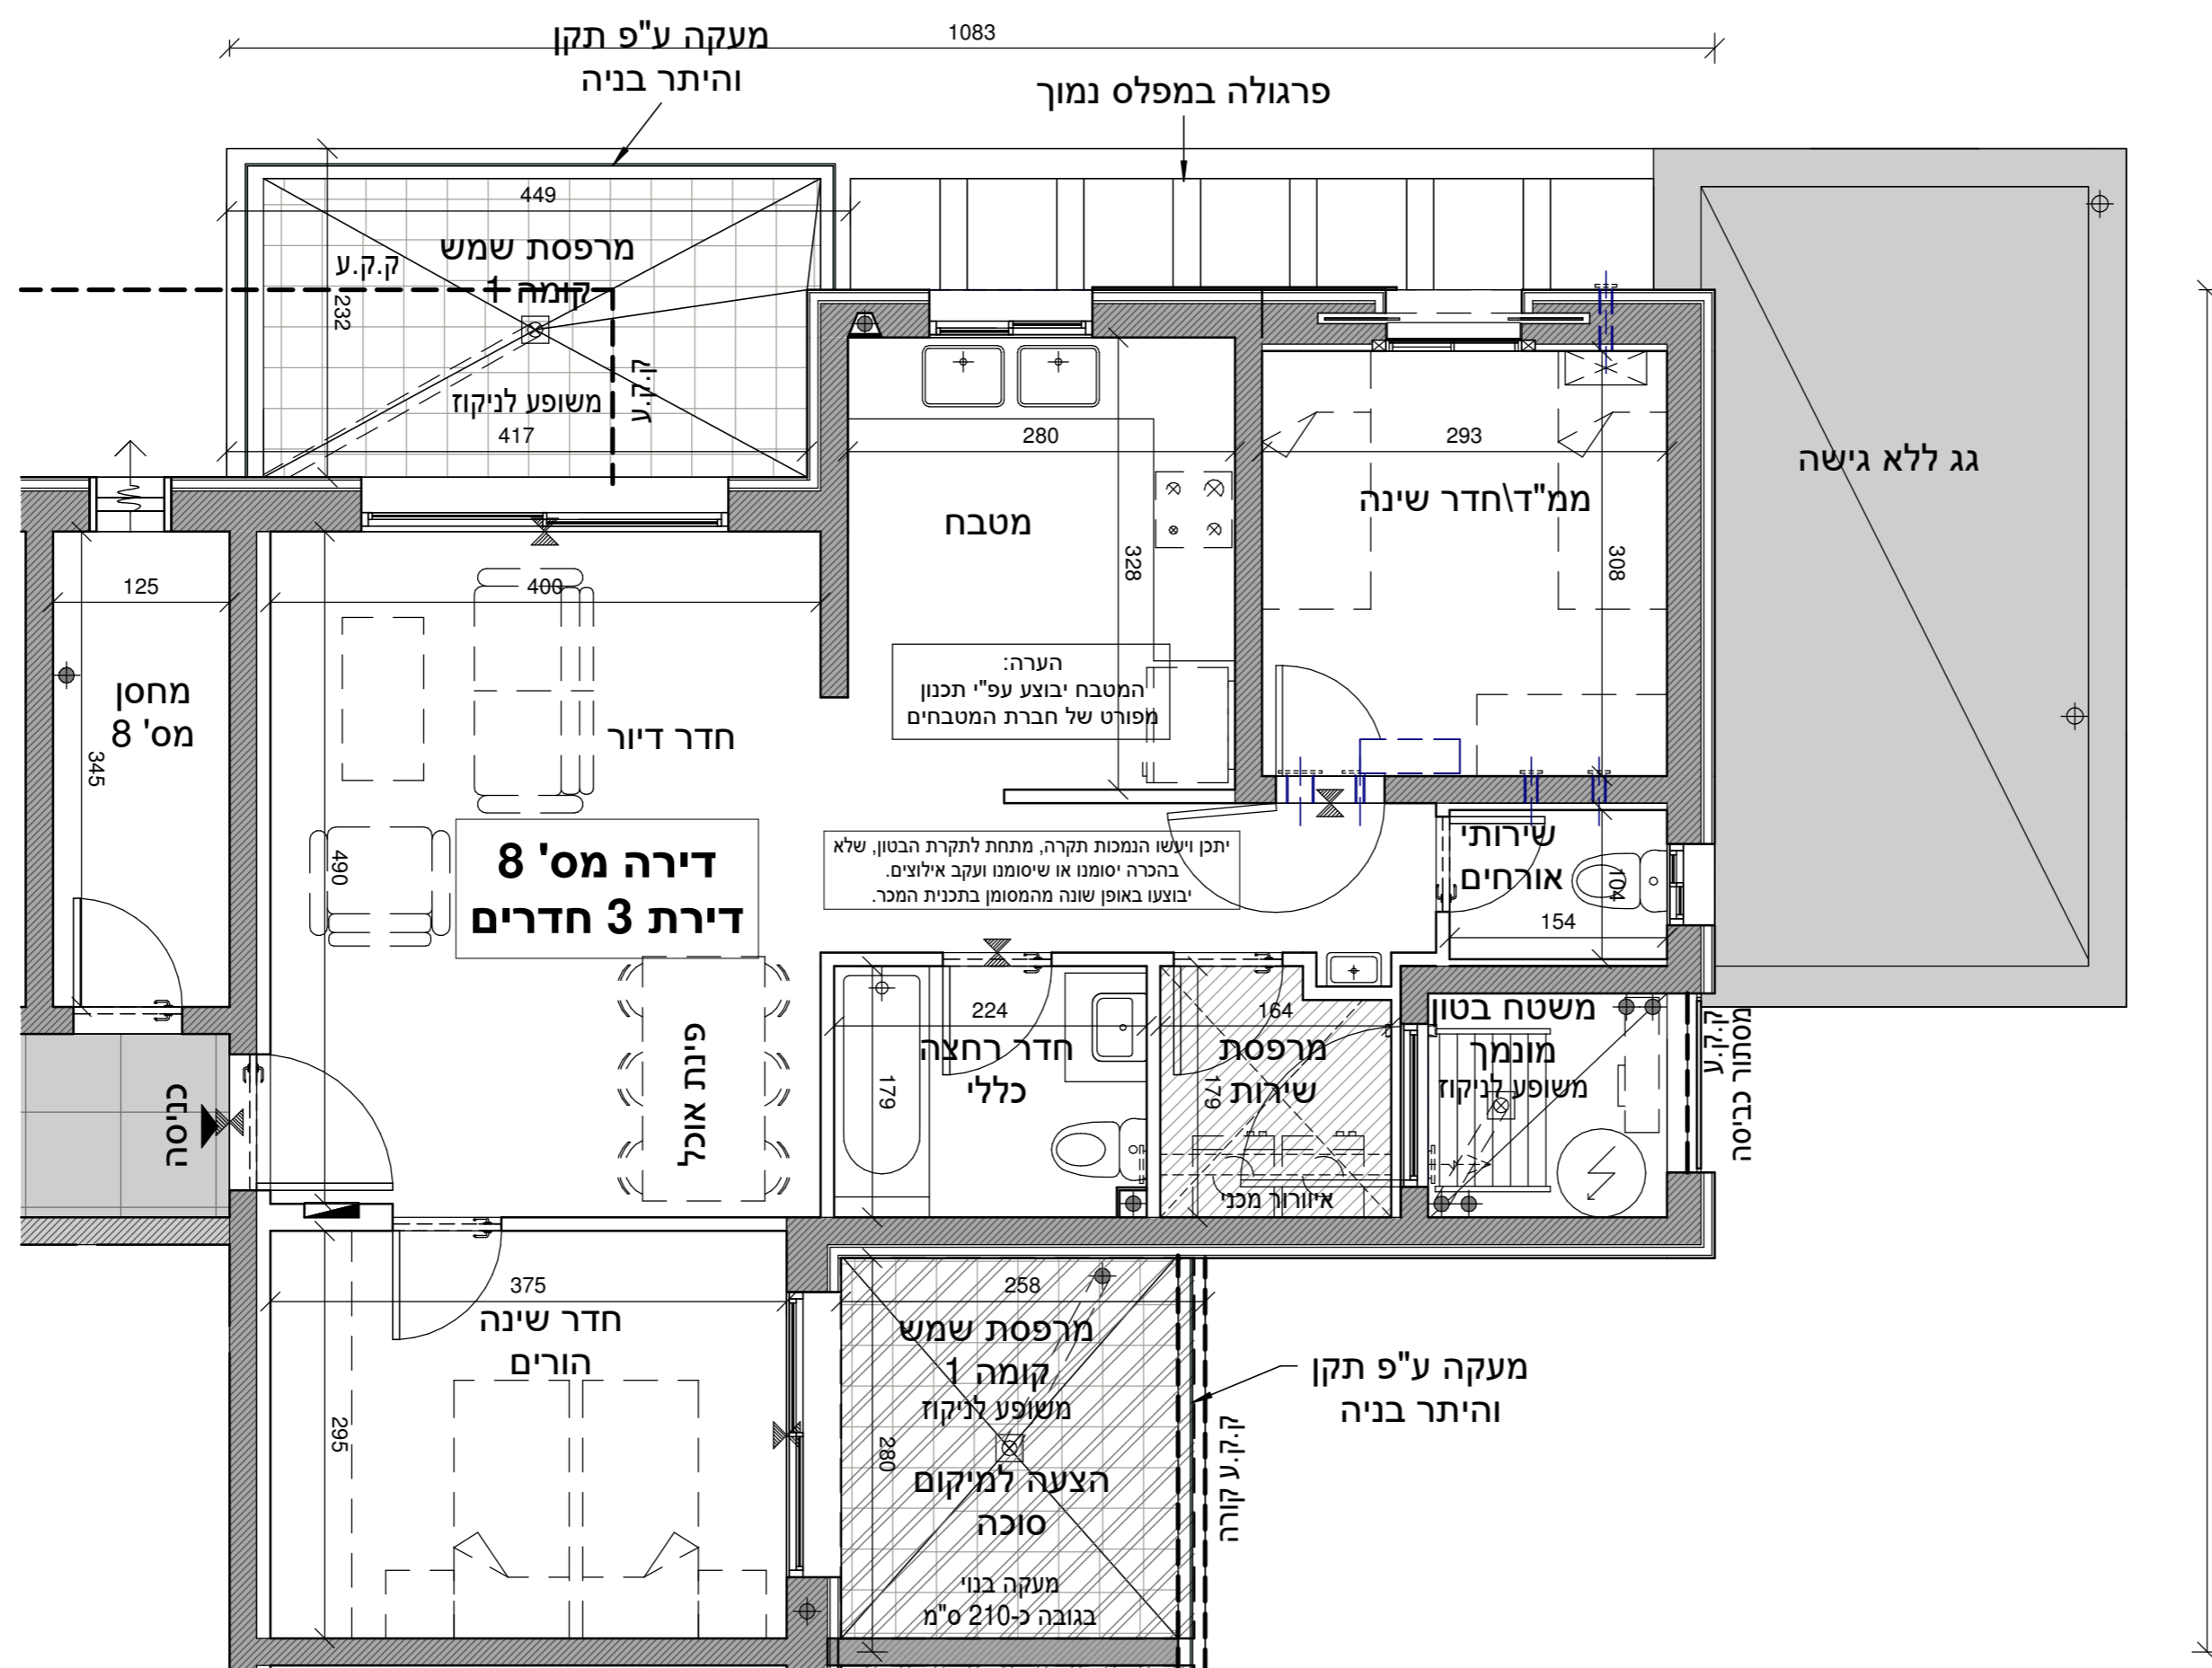 1083
מעקה ע"פ תקן
והיתר בניה
פרגולה במפלס נמוך
449
מרפסת שמש
קומה 1
ק.ק.ע
232
משופע לניקוז
ק.ק.ע
417
280
293
גג ללא גישה
ממ"ד\חדר שינה
מטבח
328
308
125
400
מחסן
מס' 8
345
חדר דיור
הערה:
המטבח יבוצע עפ"י תכנון
מפורט של חברת המטבחים
דירה מס' 8
דירת 3 חדרים
490
יתכן ויעשו הנמכות תקרה, מתחת לתקרת הבטון, שלא
בהכרה יסומנו או שיסומנו ועקב אילוצים.
יבוצעו באופן שונה מהמסומן בתכנית המכר.
שירותי
אורחים
104
154
כניסה
פינת אוכל
224
חדר רחצה
כללי
179
164
מרפסת
שירות
179
איוורור מכני
משטח בטון
מונמך
משופע לניקוז
ק.ק.ע
מסתור כביסה
375
חדר שינה
הורים
295
258
מרפסת שמש
קומה 1
משופע לניקוז
280
הצעה למיקום
סוכה
מעקה בנוי
בגובה כ-210 ס"מ
ק.ק.ע קורה
מעקה ע"פ תקן
והיתר בניה